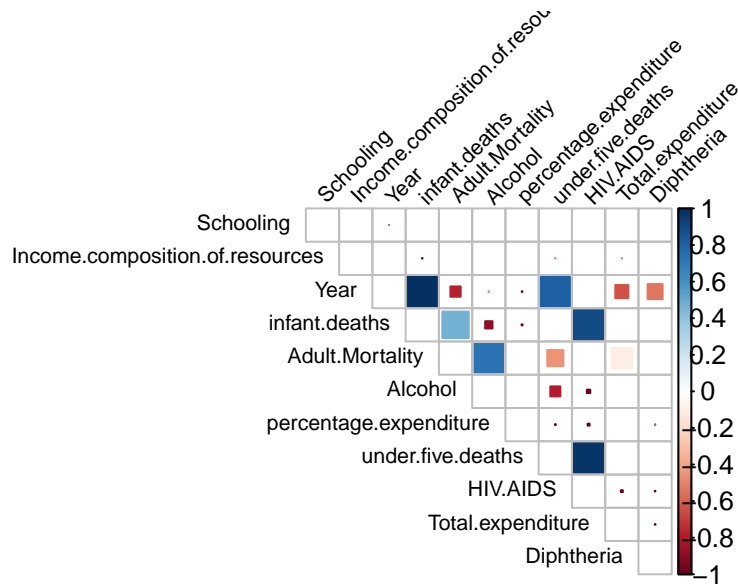 Schooling
Income.composition.of.resou
Year
infant.deaths
Adult.Mortality
Alcohol
percentage.expenditure
under.five.deaths
HIV.AIDS
Total.expenditure
Diphtheria
Schooling
Income.composition.of.resources
Year
infant.deaths
Adult.Mortality
Alcohol
percentage.expenditure
under.five.deaths
HIV.AIDS
Total.expenditure
Diphtheria
1
0.8
0.6
0.4
0.2
0
−0.2
−0.4
−0.6
−0.8
−1